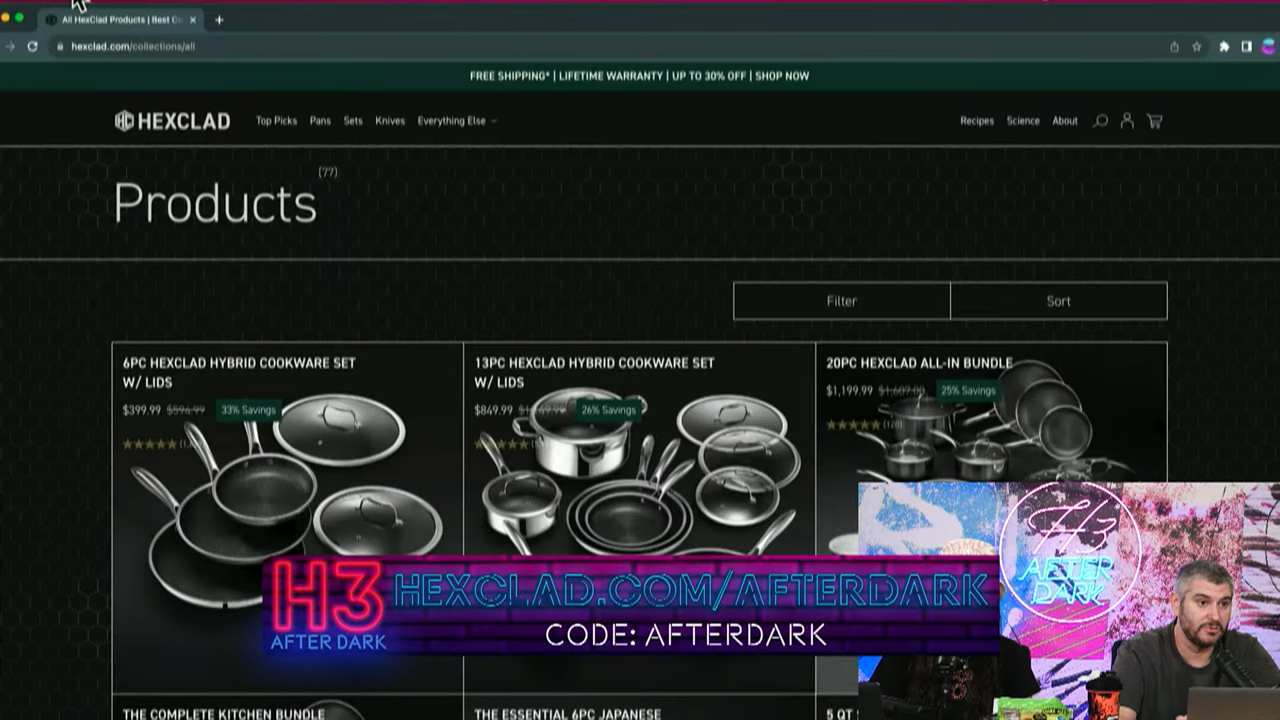 All HexClad Products | Best C
hexclad.com/collections/all
FREE SHIPPING* | LIFETIME WARRANTY | UP TO 30% OFF | SHOP NOW
HEXCLAD
Top Picks Pans Sets Knives Everything Else
Recipes Science About
Products (77)
Filter Sort
6PC HEXCLAD HYBRID COOKWARE SET
W/ LIDS
$399.99 $596.99 33% Savings
13PC HEXCLAD HYBRID COOKWARE SET
W/ LIDS
$849.99 26% Savings
20PC HEXCLAD ALL-IN BUNDLE
$1,199.99 $1,607.00 25% Savings
(120)
H3
AFTER DARK
HEXCLAD.COM/AFTERDARK
CODE: AFTERDARK
H3
AFTER
DARK
THE COMPLETE KITCHEN BUNDLE
THE ESSENTIAL 6PC JAPANESE
5 QT